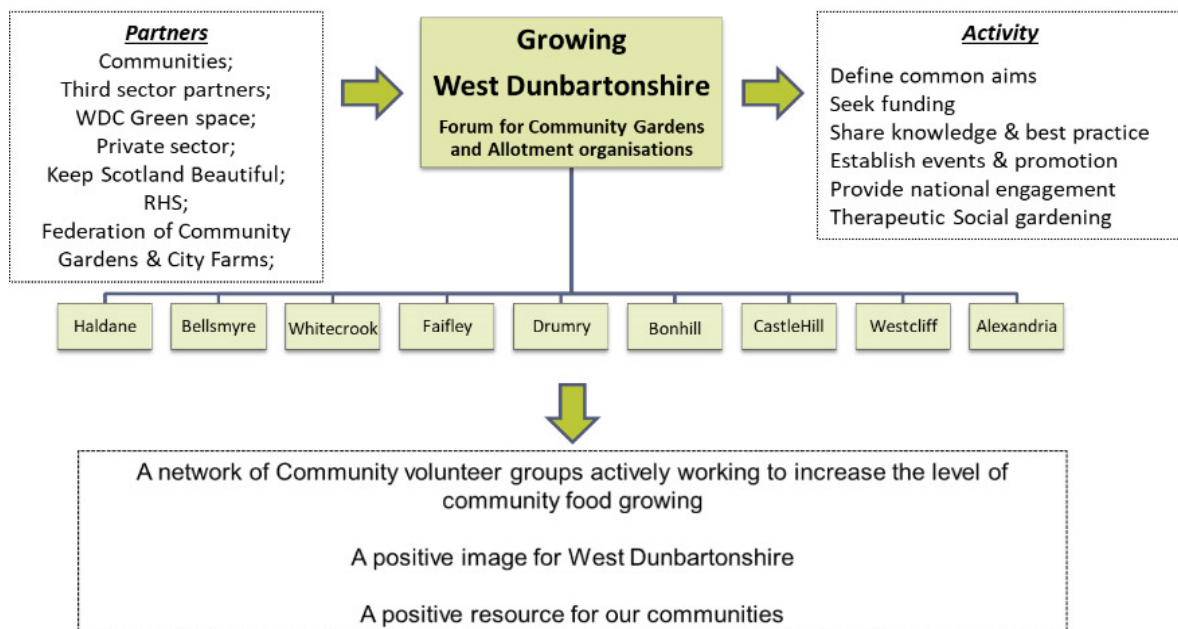 Partners
Communities;
Third sector partners;
WDC Green space;
Private sector;
Keep Scotland Beautiful;
RHS;
Federation of Community
Gardens & City Farms;
Growing
West Dunbartonshire
Forum for Community Gardens
and Allotment organisations
Activity
Define common aims
Seek funding
Share knowledge & best practice
Establish events & promotion
Provide national engagement
Therapeutic Social gardening
Haldane
Bellsmyre
Whitecrook
Faifley
Drumry
Bonhill
CastleHill
Westcliff
Alexandria
A network of Community volunteer groups actively working to increase the level of
community food growing
A positive image for West Dunbartonshire
A positive resource for our communities